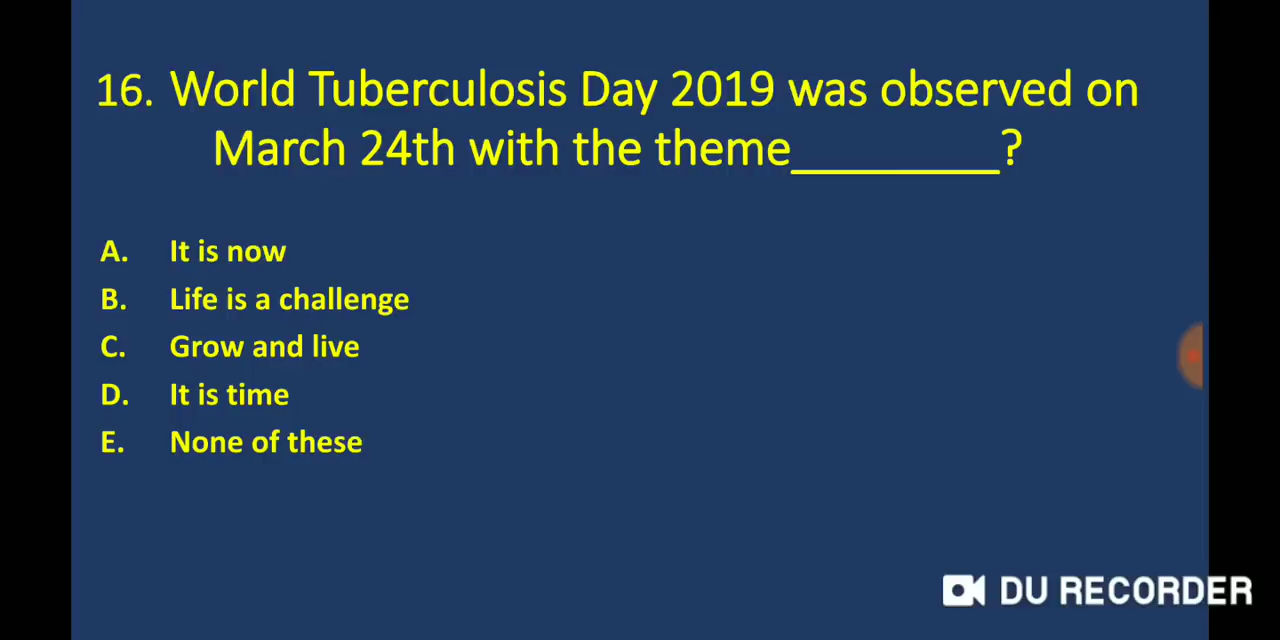 16. World Tuberculosis Day 2019 was observed on
March 24th with the theme_________?
A. It is now
B. Life is a challenge
C. Grow and live
D. It is time
E. None of these
DU RECORDER